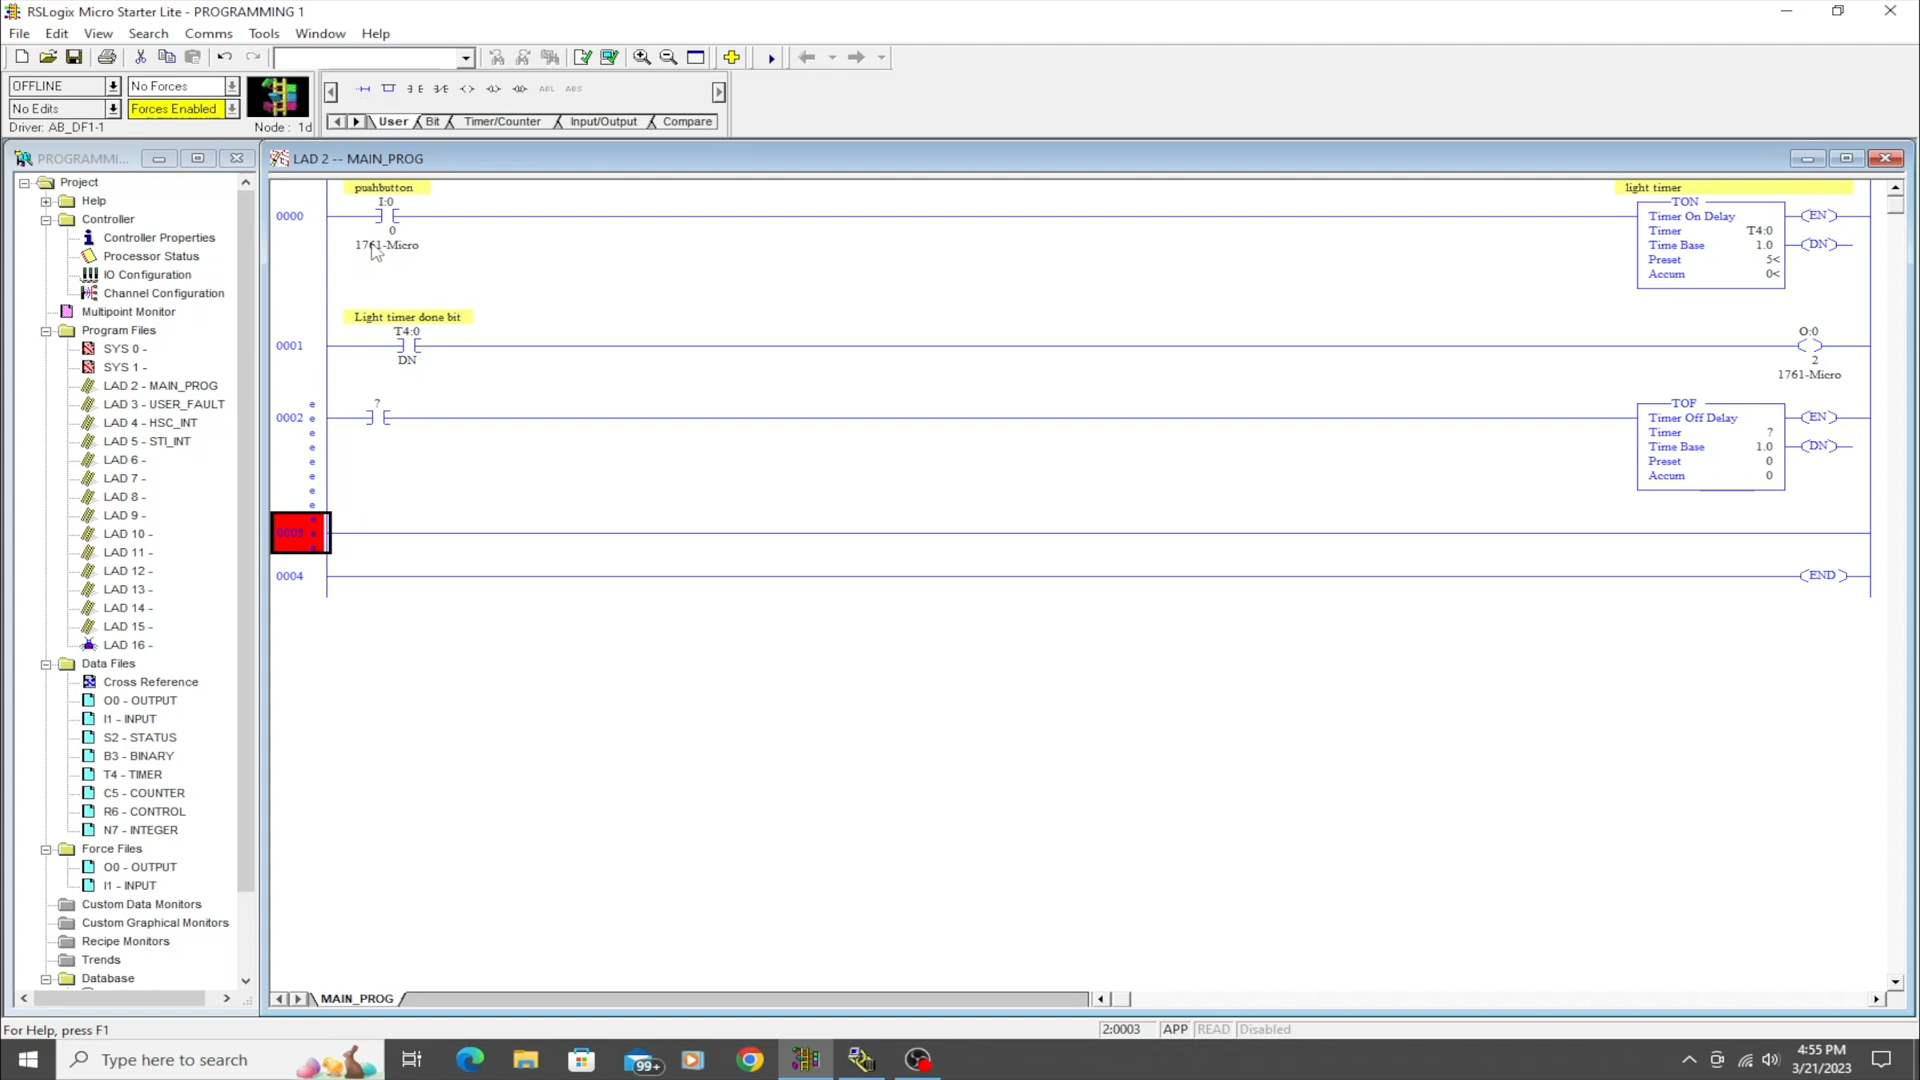 RSLogix Micro Starter Lite - PROGRAMMING 1
File Edit View Search Comms Tools Window Help
OFFLINE No Forces
No Edits Forces Enabled
Driver: AB_DF1-1 Node : 1d
ABL ABS
User Bit Timer/Counter Input/Output Compare
PROGRAMMI...
Project
Help
Controller
Controller Properties
Processor Status
IO Configuration
Channel Configuration
Multipoint Monitor
Program Files
SYS 0 -
SYS 1 -
LAD 2 - MAIN_PROG
LAD 3 - USER_FAULT
LAD 4 - HSC_INT
LAD 5 - STI_INT
LAD 6 -
LAD 7 -
LAD 8 -
LAD 9 -
LAD 10 -
LAD 11 -
LAD 12 -
LAD 13 -
LAD 14 -
LAD 15 -
LAD 16 -
Data Files
Cross Reference
O0 - OUTPUT
I1 - INPUT
S2 - STATUS
B3 - BINARY
T4 - TIMER
C5 - COUNTER
R6 - CONTROL
N7 - INTEGER
Force Files
O0 - OUTPUT
I1 - INPUT
Custom Data Monitors
Custom Graphical Monitors
Recipe Monitors
Trends
Database
LAD 2 -- MAIN_PROG
pushbutton
I:0
0000
0
1761-Micro
light timer
TON
Timer On Delay EN
Timer T4:0
Time Base 1.0 DN
Preset 5<
Accum 0<
Light timer done bit
T4:0
0001
DN
O:0
2
1761-Micro
?
0002
e
e
e
e
e
e
e
e
TOF
Timer Off Delay EN
Timer ?
Time Base 1.0 DN
Preset 0
Accum 0
0003
0004 END
MAIN_PROG
For Help, press F1
2:0003 APP READ Disabled
Type here to search
99+
4:55 PM
3/21/2023